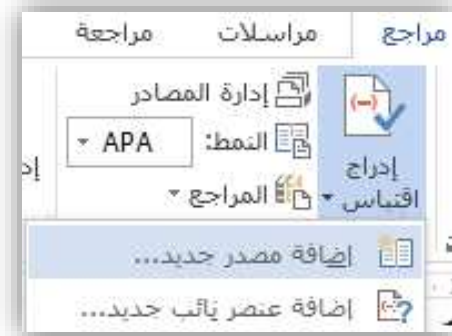 مراجع مراسلات مراجعة
إدراج اقتباس
إدارة المصادر
النمط: APA
المراجع
إضافة مصدر جديد...
إضافة عنصر نائب جديد...